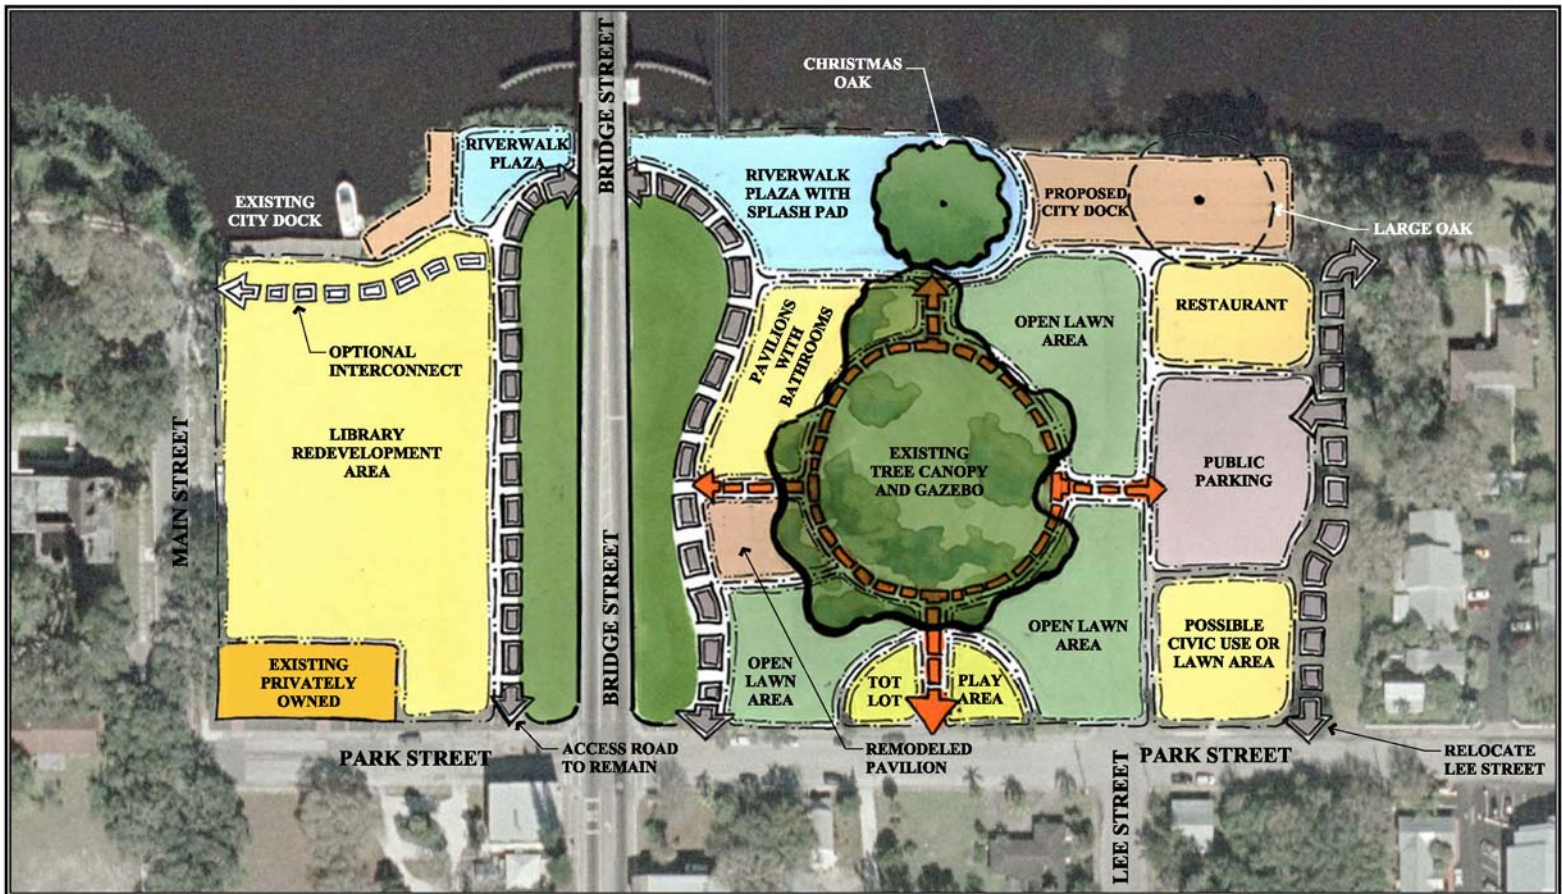 BRIDGE STREET
CHRISTMAS
OAK
RIVERWALK
PLAZA
RIVERWALK
PLAZA WITH
SPLASH PAD
EXISTING
CITY DOCK
PROPOSED
CITY DOCK
LARGE OAK
OPTIONAL
INTERCONNECT
PAVILIONS
WITH
BATHROOMS
OPEN LAWN
AREA
RESTAURANT
MAIN STREET
LIBRARY
REDEVELOPMENT
AREA
EXISTING
TREE CANOPY
AND GAZEBO
PUBLIC
PARKING
BRIDGE STREET
EXISTING
PRIVATELY
OWNED
OPEN
LAWN
AREA
TOT
LOT
PLAY
AREA
OPEN LAWN
AREA
POSSIBLE
CIVIC USE OR
LAWN AREA
PARK STREET
ACCESS ROAD
TO REMAIN
REMODELED
PAVILION
LEE STREET
PARK STREET
RELOCATE
LEE STREET